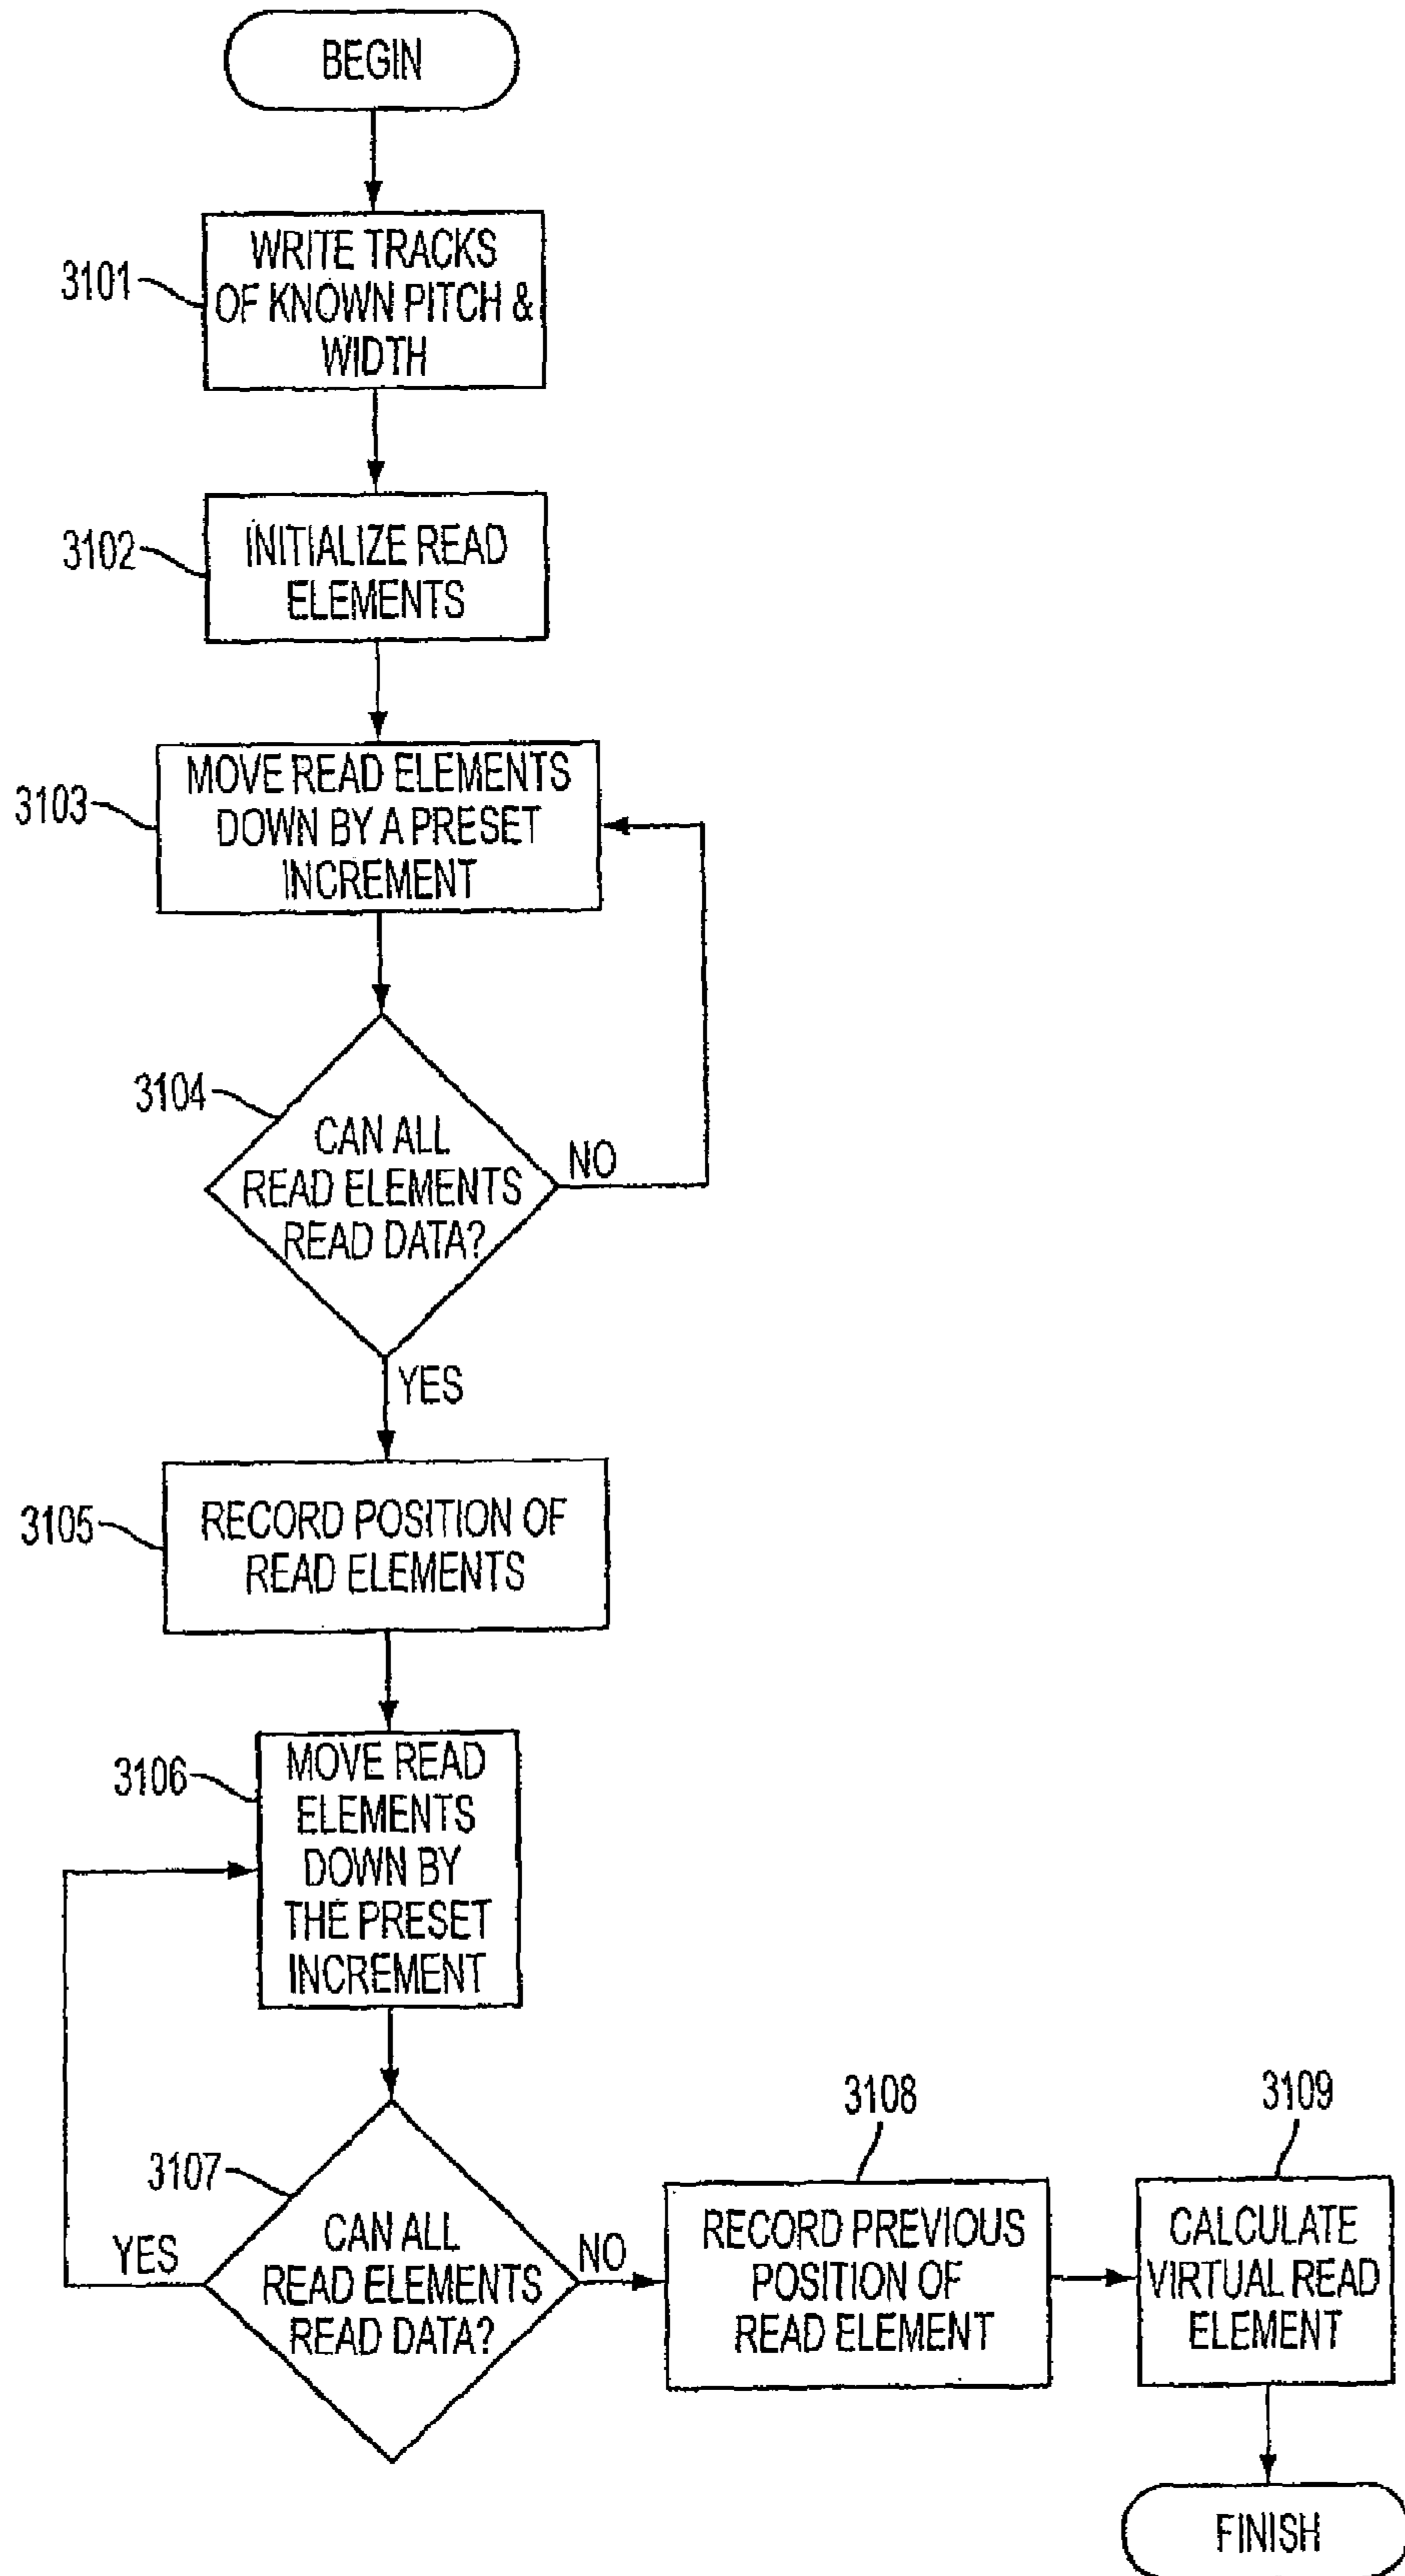 BEGIN
3101
WRITE TRACKS
OF KNOWN PITCH &
WIDTH
3102
INITIALIZE READ
ELEMENTS
3103
MOVE READ ELEMENTS
DOWN BY A PRESET
INCREMENT
3104
CAN ALL
READ ELEMENTS
READ DATA?
NO
YES
3105
RECORD POSITION OF
READ ELEMENTS
3106
MOVE READ
ELEMENTS
DOWN BY
THE PRESET
INCREMENT
3107
CAN ALL
READ ELEMENTS
READ DATA?
YES
NO
3108
RECORD PREVIOUS
POSITION OF
READ ELEMENT
3109
CALCULATE
VIRTUAL READ
ELEMENT
FINISH